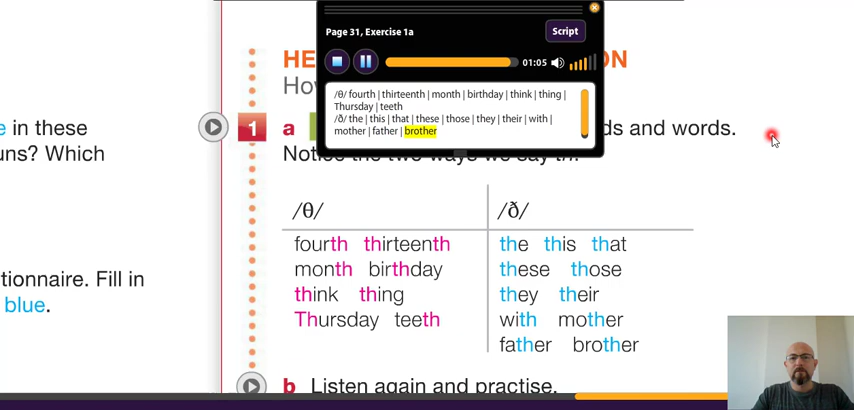 Page 31, Exercise 1a
Script
01:05
/θ/ fourth | thirteenth | month | birthday | think | thing |
Thursday | teeth
/ð/ the | this | that | these | those | they | their | with |
mother | father | brother
HE
ON
How
e in these
uns? Which
1 a
ds and words.
Notice the two ways we say th.
/θ/
/ð/
fourth thirteenth
month birthday
think thing
Thursday teeth
the this that
these those
they their
with mother
father brother
tionnaire. Fill in
blue.
b Listen again and practise.